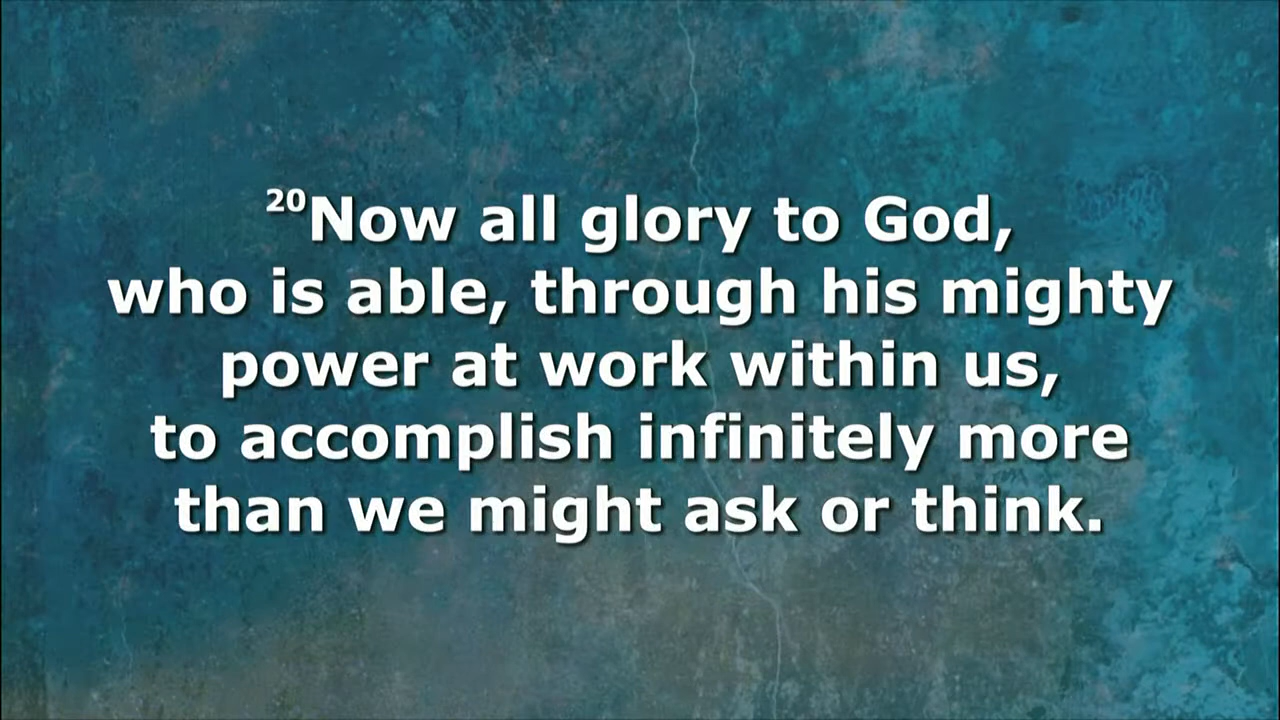 20Now all glory to God,
who is able, through his mighty
power at work within us,
to accomplish infinitely more
than we might ask or think.